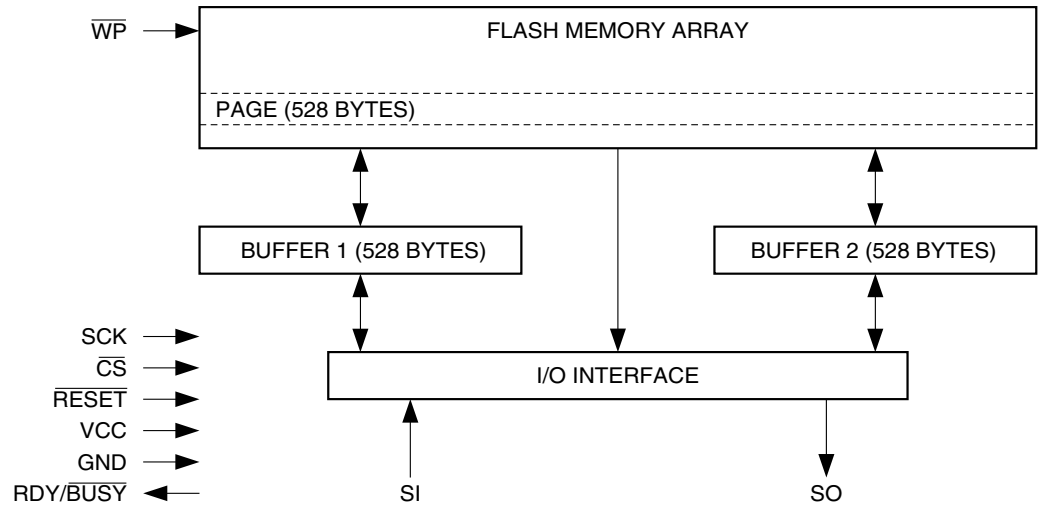 WP
FLASH MEMORY ARRAY
PAGE (528 BYTES)
BUFFER 1 (528 BYTES)
BUFFER 2 (528 BYTES)
SCK
CS
RESET
VCC
GND
RDY/BUSY
I/O INTERFACE
SI
SO